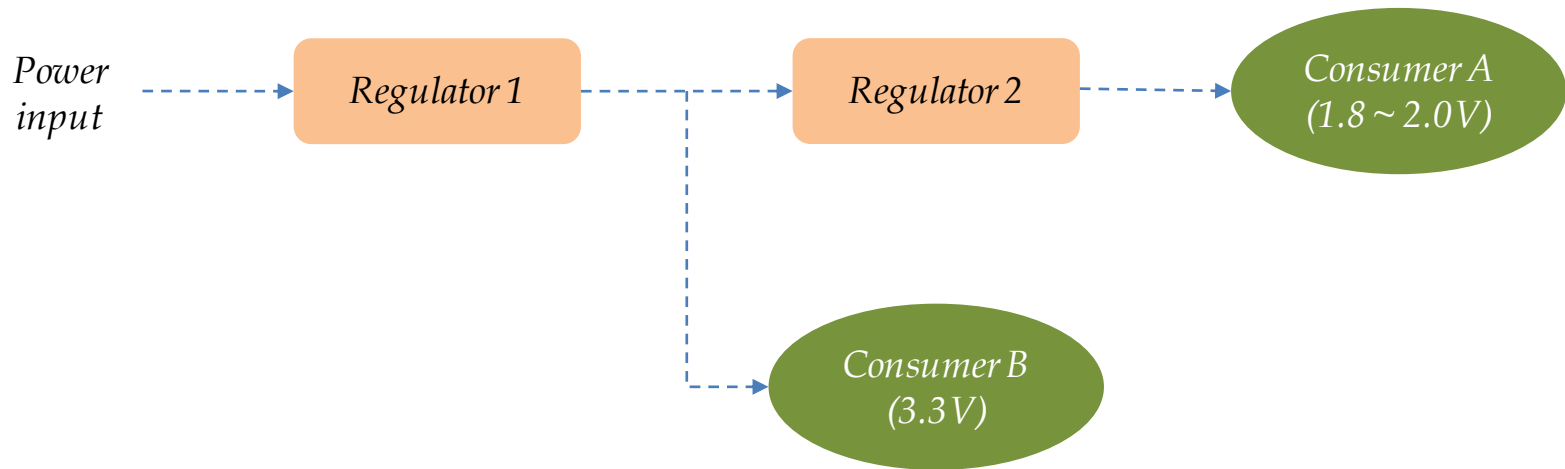 Power
input
Regulator 1
Regulator 2
Consumer A
(1.8 ~ 2.0V)
Consumer B
(3.3V)